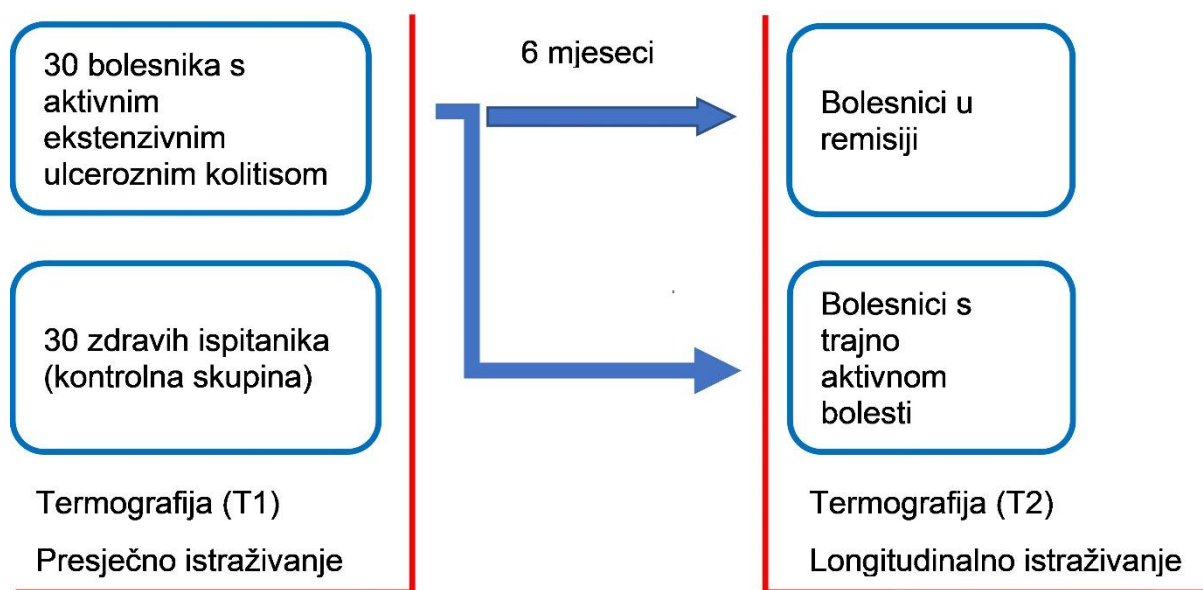 30 bolesnika s
aktivnim
ekstenzivnim
ulceroznim kolitisom
30 zdravih ispitanika
(kontrolna skupina)
Termografija (T1)
Presječno istraživanje
6 mjeseci
Bolesnici u
remisiji
Bolesnici s
trajno
aktivnom
bolesti
Termografija (T2)
Longitudinalno istraživanje